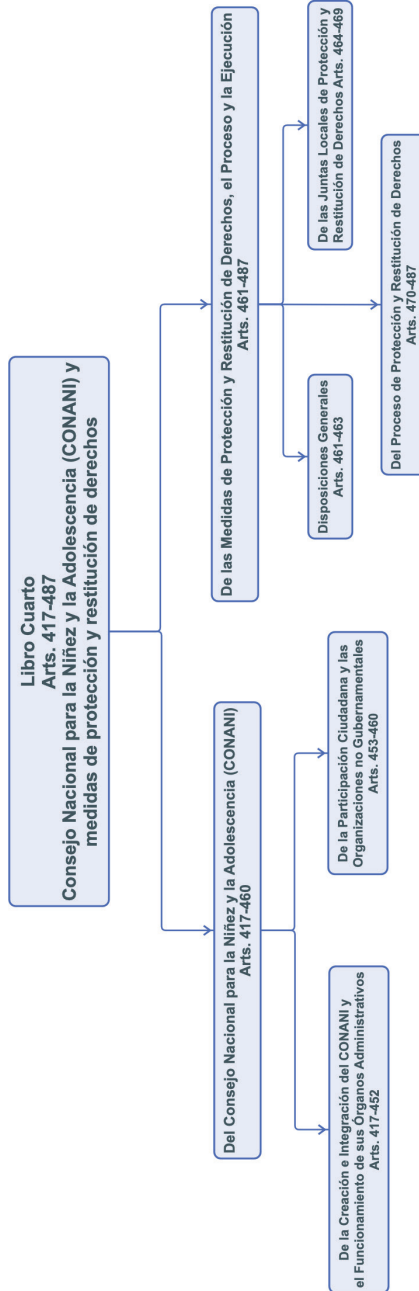 Libro Cuarto
Arts. 417-487
Consejo Nacional para la Niñez y la Adolescencia (CONANI) y
medidas de protección y restitución de derechos
Del Consejo Nacional para la Niñez y la Adolescencia (CONANI)
Arts. 417-460
De las Medidas de Protección y Restitución de Derechos, el Proceso y la Ejecución
Arts. 461-487
De la Creación e Integración del CONANI y
el Funcionamiento de sus Órganos Administrativos
Arts. 417-452
De la Participación Ciudadana y las
Organizaciones no Gubernamentales
Arts. 453-460
Disposiciones Generales
Arts. 461-463
De las Juntas Locales de Protección y
Restitución de Derechos Arts. 464-469
Del Proceso de Protección y Restitución de Derechos
Arts. 470-487